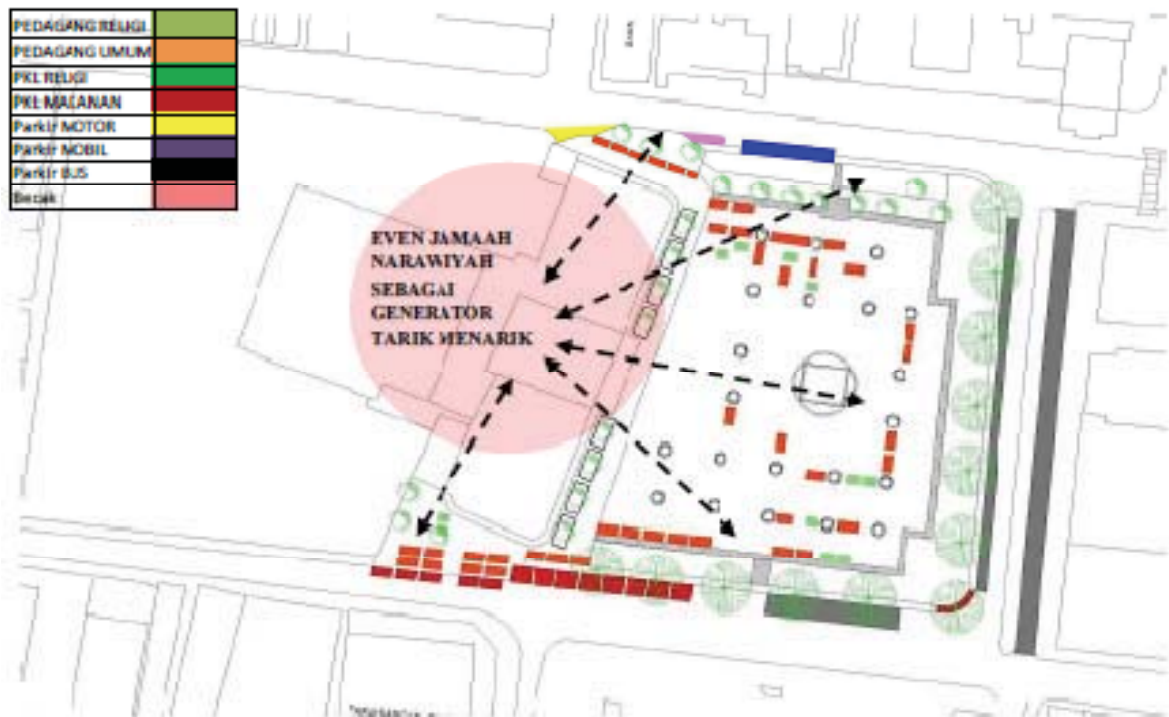 PEDAGANG RELIGI
PEDAGANG UMUM
PKL RELIGI
PKL MAKANAN
Parkir MOTOR
Parkir MOBIL
Parkir BUS
Becak
EVEN JAMAAH
NARAWIYAH
SEBAGAI
GENERATOR
TARIK MENARIK